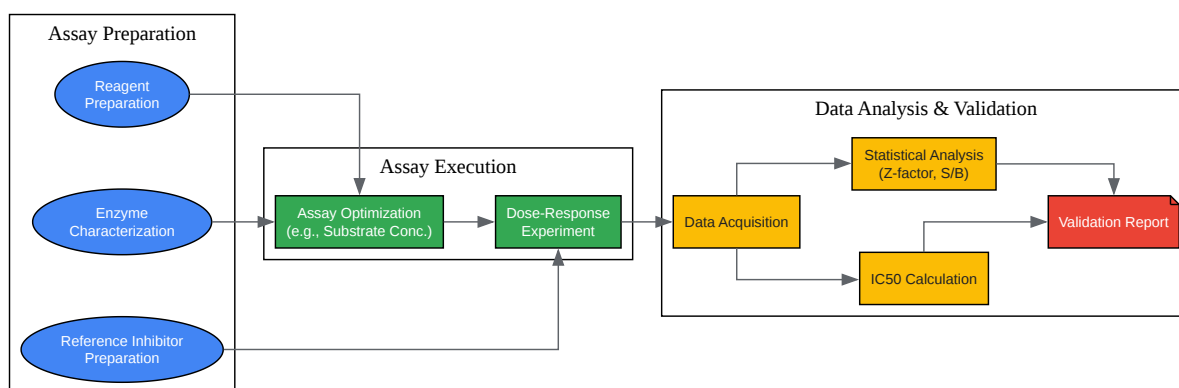 Assay Preparation
Reagent
Preparation
Enzyme
Characterization
Reference Inhibitor
Preparation
Assay Execution
Assay Optimization
(e.g., Substrate Conc.)
Dose-Response
Experiment
Data Analysis & Validation
Data Acquisition
Statistical Analysis
(Z-factor, S/B)
IC50 Calculation
Validation Report